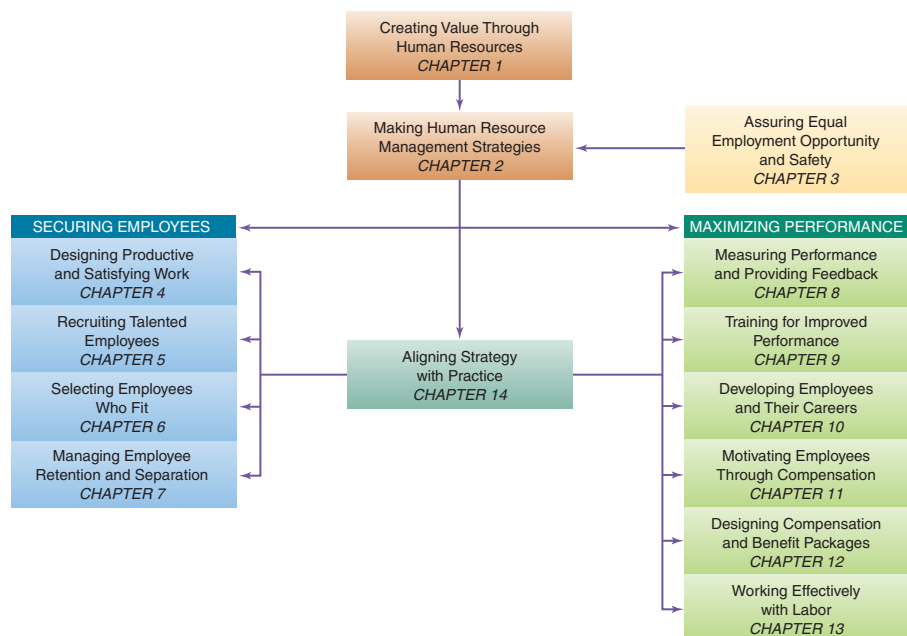 Creating Value Through
Human Resources
CHAPTER 1
Making Human Resource
Management Strategies
CHAPTER 2
Assuring Equal
Employment Opportunity
and Safety
CHAPTER 3
SECURING EMPLOYEES
Designing Productive
and Satisfying Work
CHAPTER 4
Recruiting Talented
Employees
CHAPTER 5
Selecting Employees
Who Fit
CHAPTER 6
Managing Employee
Retention and Separation
CHAPTER 7
Aligning Strategy
with Practice
CHAPTER 14
MAXIMIZING PERFORMANCE
Measuring Performance
and Providing Feedback
CHAPTER 8
Training for Improved
Performance
CHAPTER 9
Developing Employees
and Their Careers
CHAPTER 10
Motivating Employees
Through Compensation
CHAPTER 11
Designing Compensation
and Benefit Packages
CHAPTER 12
Working Effectively
with Labor
CHAPTER 13